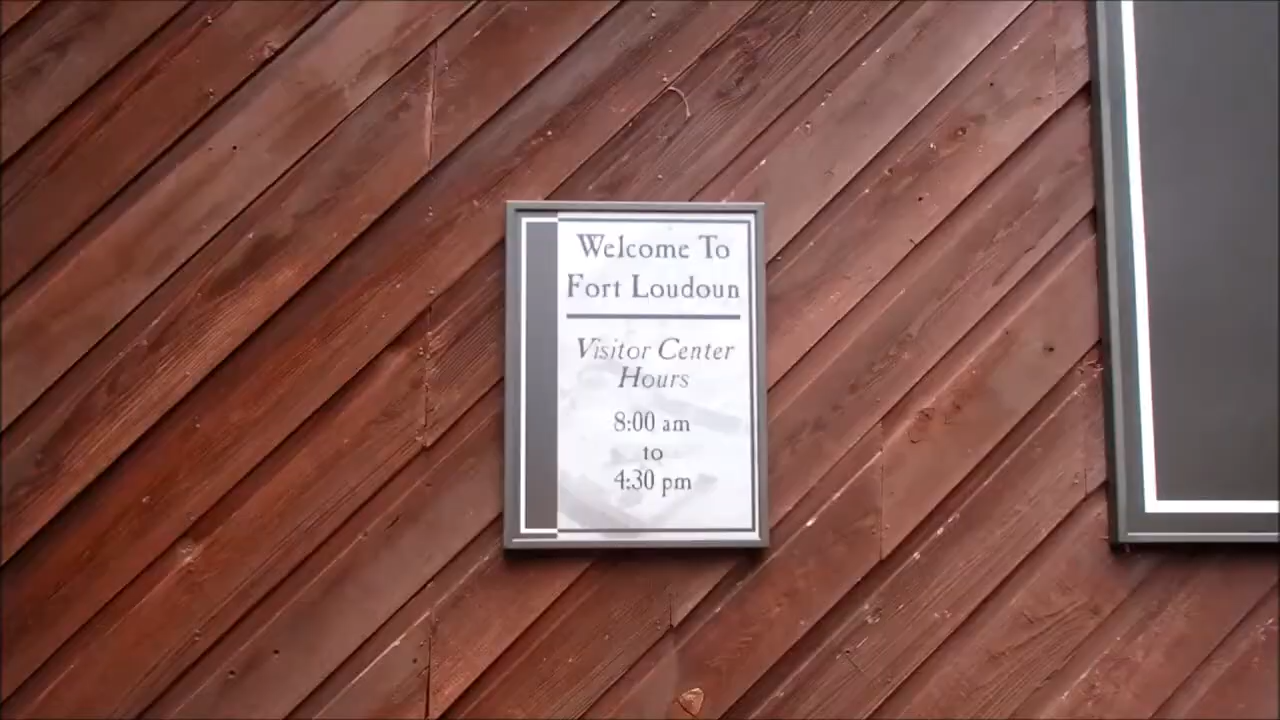 Welcome To
Fort Loudoun
Visitor Center
Hours
8:00 am
to
4:30 pm